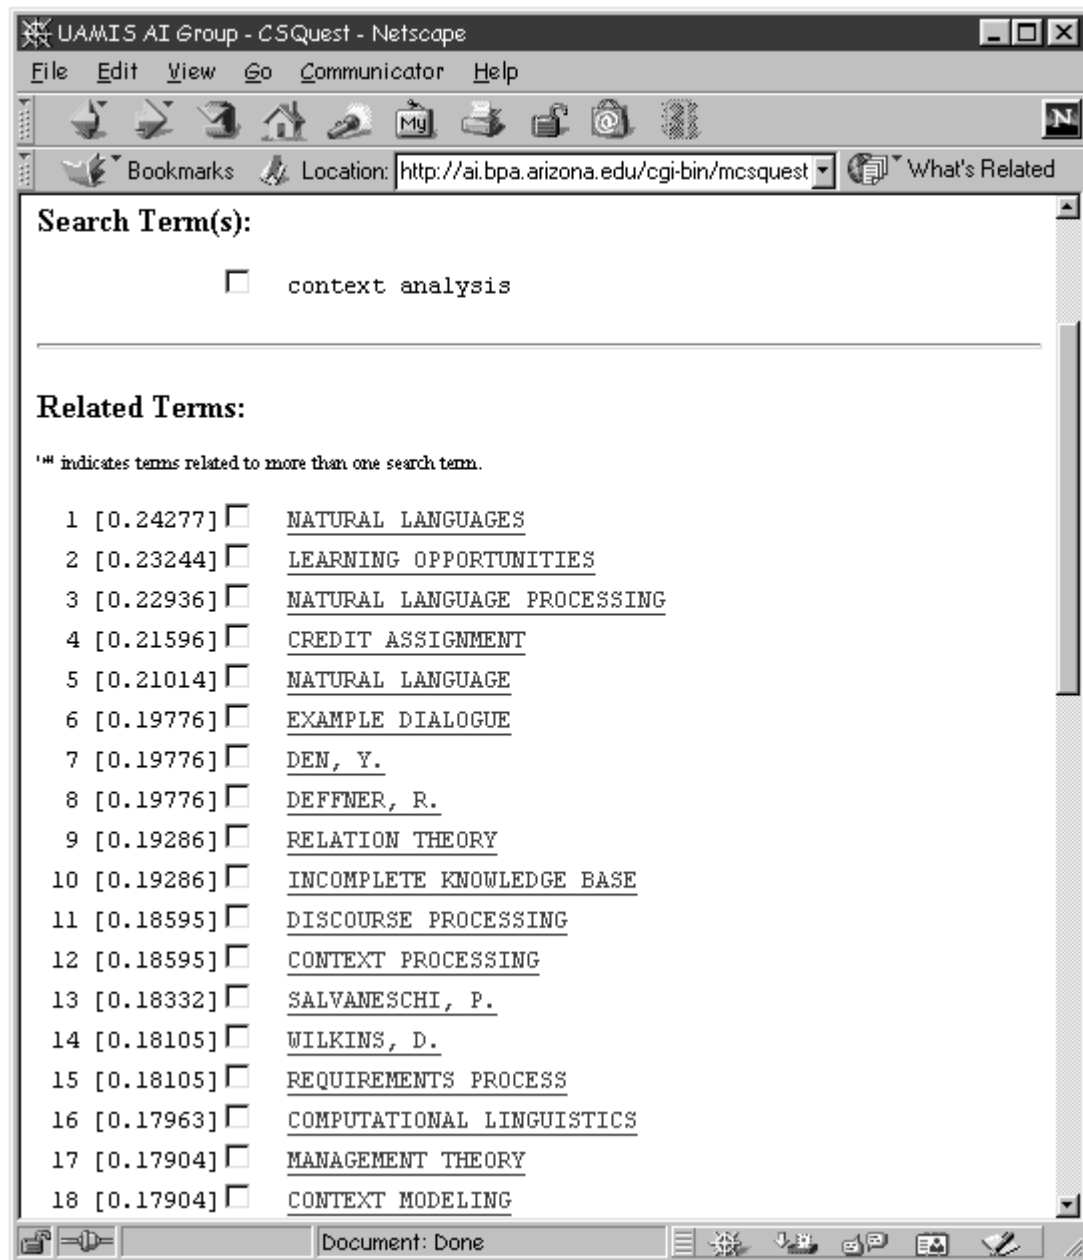 UAMIS AI Group - CSQuest - Netscape
File Edit View Go Communicator Help
My
N
Bookmarks Location: http://ai.bpa.arizona.edu/cgi-bin/mcsquest What's Related
Search Term(s):
context analysis
Related Terms:
'*' indicates terms related to more than one search term.
1 [0.24277] NATURAL LANGUAGES
2 [0.23244] LEARNING OPPORTUNITIES
3 [0.22936] NATURAL LANGUAGE PROCESSING
4 [0.21596] CREDIT ASSIGNMENT
5 [0.21014] NATURAL LANGUAGE
6 [0.19776] EXAMPLE DIALOGUE
7 [0.19776] DEN, Y.
8 [0.19776] DEFFNER, R.
9 [0.19286] RELATION THEORY
10 [0.19286] INCOMPLETE KNOWLEDGE BASE
11 [0.18595] DISCOURSE PROCESSING
12 [0.18595] CONTEXT PROCESSING
13 [0.18332] SALVANESCHI, P.
14 [0.18105] WILKINS, D.
15 [0.18105] REQUIREMENTS PROCESS
16 [0.17963] COMPUTATIONAL LINGUISTICS
17 [0.17904] MANAGEMENT THEORY
18 [0.17904] CONTEXT MODELING
Document: Done